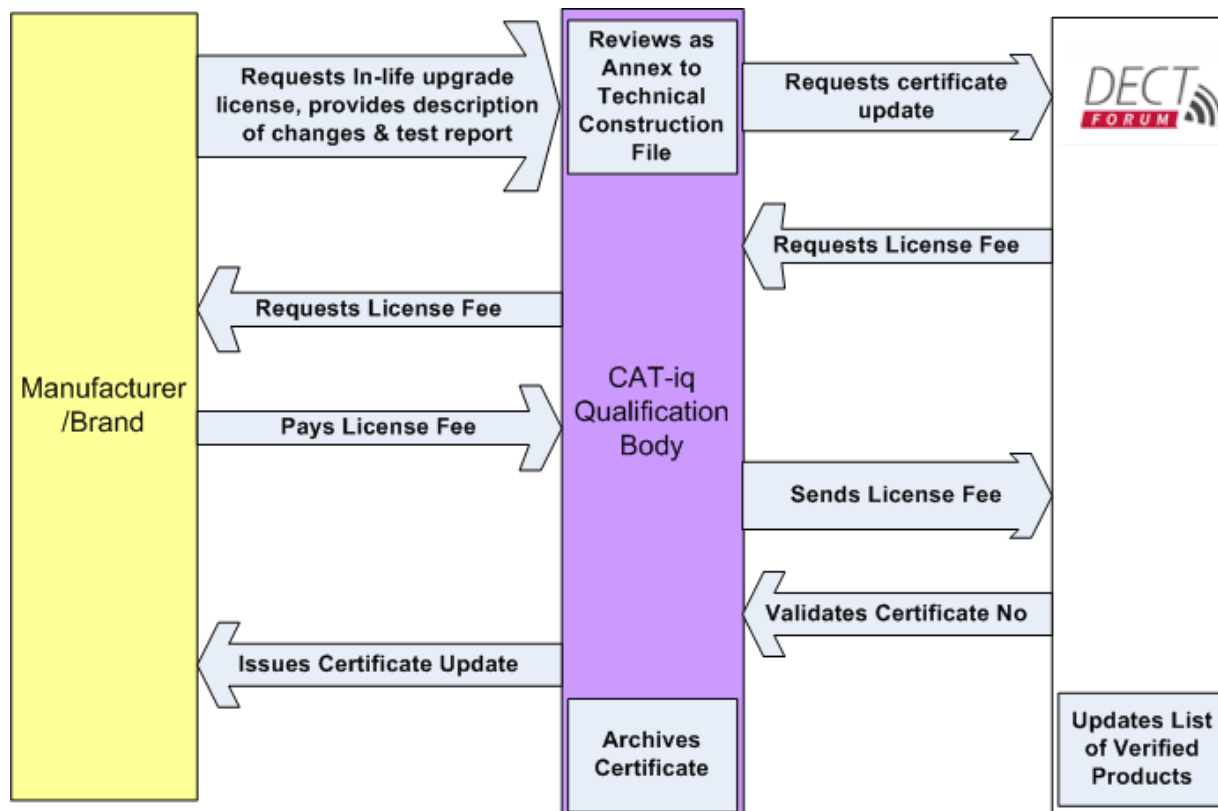 Requests In-life upgrade
license, provides description
of changes & test report
Reviews as
Annex to
Technical
Construction
File
Requests certificate
update
DECT
FORUM
Requests License Fee
Requests License Fee
Manufacturer
/Brand
CAT-iq
Qualification
Body
Pays License Fee
Sends License Fee
Validates Certificate No
Issues Certificate Update
Archives
Certificate
Updates List
of Verified
Products